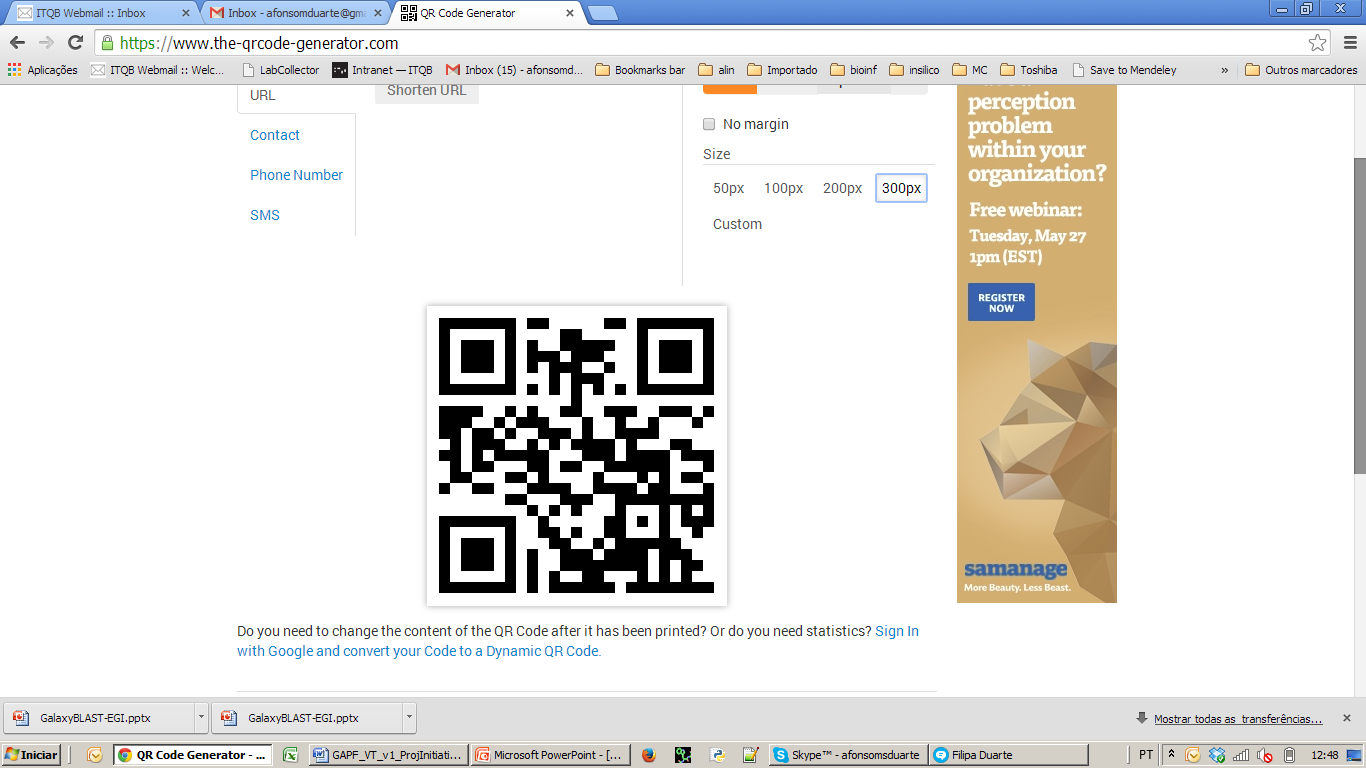 ITQB Webmail :: Inbox
Inbox - afonsomduarte@gma
QR Code Generator
https://www.the-qrcode-generator.com
Aplicações
ITQB Webmail :: Welc...
LabCollector
Intranet — ITQB
Inbox (15) - afonsomd...
Bookmarks bar
alin
Importado
bioinf
insilico
MC
Toshiba
Save to Mendeley
»
Outros marcadores
URL
Shorten URL
Contact
Phone Number
SMS
No margin
Size
50px 100px 200px 300px
Custom
perception
problem
within your
organization?
Free webinar:
Tuesday, May 27
1pm (EST)
REGISTER
NOW
samanage
More Beauty. Less Beast.
Do you need to change the content of the QR Code after it has been printed? Or do you need statistics? Sign In
with Google and convert your Code to a Dynamic QR Code.
GalaxyBLAST-EGI.pptx
GalaxyBLAST-EGI.pptx
Mostrar todas as transferências...
Iniciar
QR Code Generator - ...
GAPF_VT_v1_ProjInitiati...
Microsoft PowerPoint - [...
Skype™ - afonsomsduarte
Filipa Duarte
PT
12:48